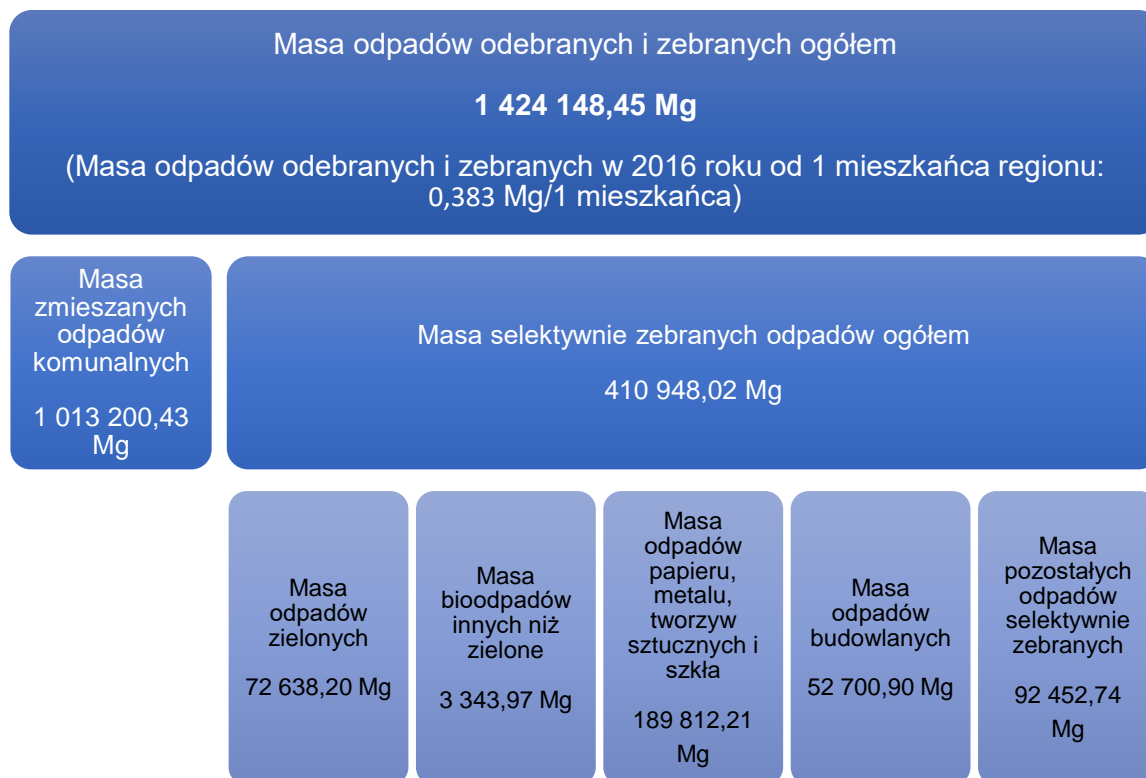 Masa odpadów odebranych i zebranych ogółem
1 424 148,45 Mg
(Masa odpadów odebranych i zebranych w 2016 roku od 1 mieszkańca regionu:
0,383 Mg/1 mieszkańca)
Masa
zmieszanych
odpadów
komunalnych
1 013 200,43
Mg
Masa selektywnie zebranych odpadów ogółem
410 948,02 Mg
Masa
odpadów
zielonych
72 638,20 Mg
Masa
bioodpadów
innych niż
zielone
3 343,97 Mg
Masa
odpadów
papieru,
metalu,
tworzyw
sztucznych i
szkła
189 812,21
Mg
Masa
odpadów
budowlanych
52 700,90 Mg
Masa
pozostałych
odpadów
selektywnie
zebranych
92 452,74
Mg